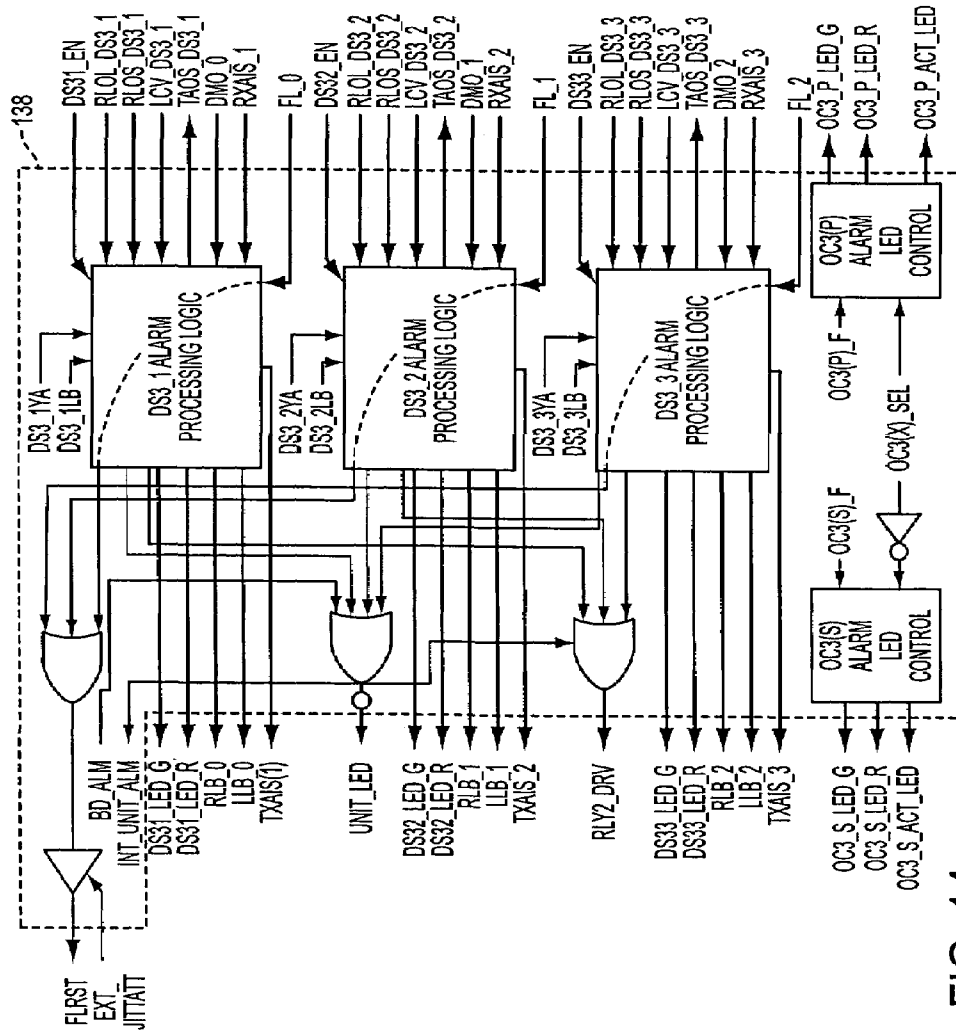 138
DS31_EN
RLOL_DS3_1
RLOS_DS3_1
LCV_DS3_1
TAOS_DS3_1
DMO_0
RXAIS_1
FL_0
DS2_EN
RLOL_DS3_2
RLOS_DS3_2
LCV_DS3_2
TAOS_DS3_2
DMO_1
RXAIS_2
FL_1
DS33_EN
RLOL_DS3_3
RLOS_DS3_3
LCV_DS3_3
TAOS_DS3_3
DMO_2
RXAIS_3
FL_2
OC3_P_LED_G
OC3_P_LED_R
OC3_P_ACT_LED
DS3_1YA
DS3_1LB
DS3_1 ALARM
PROCESSING LOGIC
DS3_2YA
DS3_2LB
DS3_2 ALARM
PROCESSING LOGIC
DS3_3YA
DS3_3LB
DS3_3 ALARM
PROCESSING LOGIC
OC3(P)_F
OC3(X)_SEL
OC3(P)
ALARM
LED
CONTROL
OC3(S)_F
OC3(S)
ALARM
LED
CONTROL
FLRST
EXT_
JITTATT
BD_ALM
INT_UNIT_ALM
DS31_LED_G
DS31_LED_R
RLB_0
LLB_0
TXAIS(1)
UNIT_LED
DS32_LED_G
DS32_LED_R
RLB_1
LLB_1
TXAIS_2
RLY2_DRV
DS33_LED_G
DS33_LED_R
RLB_2
LLB_2
TXAIS_3
OC3_S_LED_G
OC3_S_LED_R
OC3_S_ACT_LED